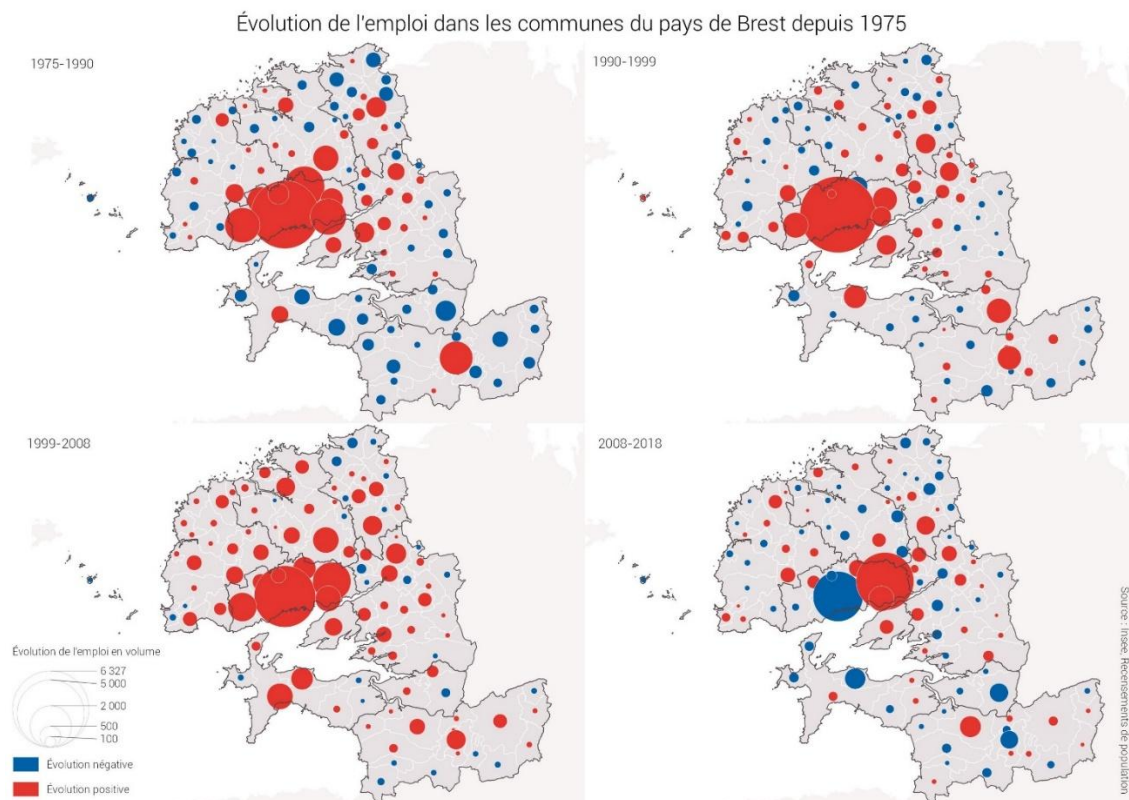 Évolution de l'emploi dans les communes du pays de Brest depuis 1975
1975-1990
1990-1999
1999-2008
2008-2018
Évolution de l'emploi en volume
6 327
5 000
2 000
500
100
Évolution négative
Évolution positive
Source : Insee, Recensements de population